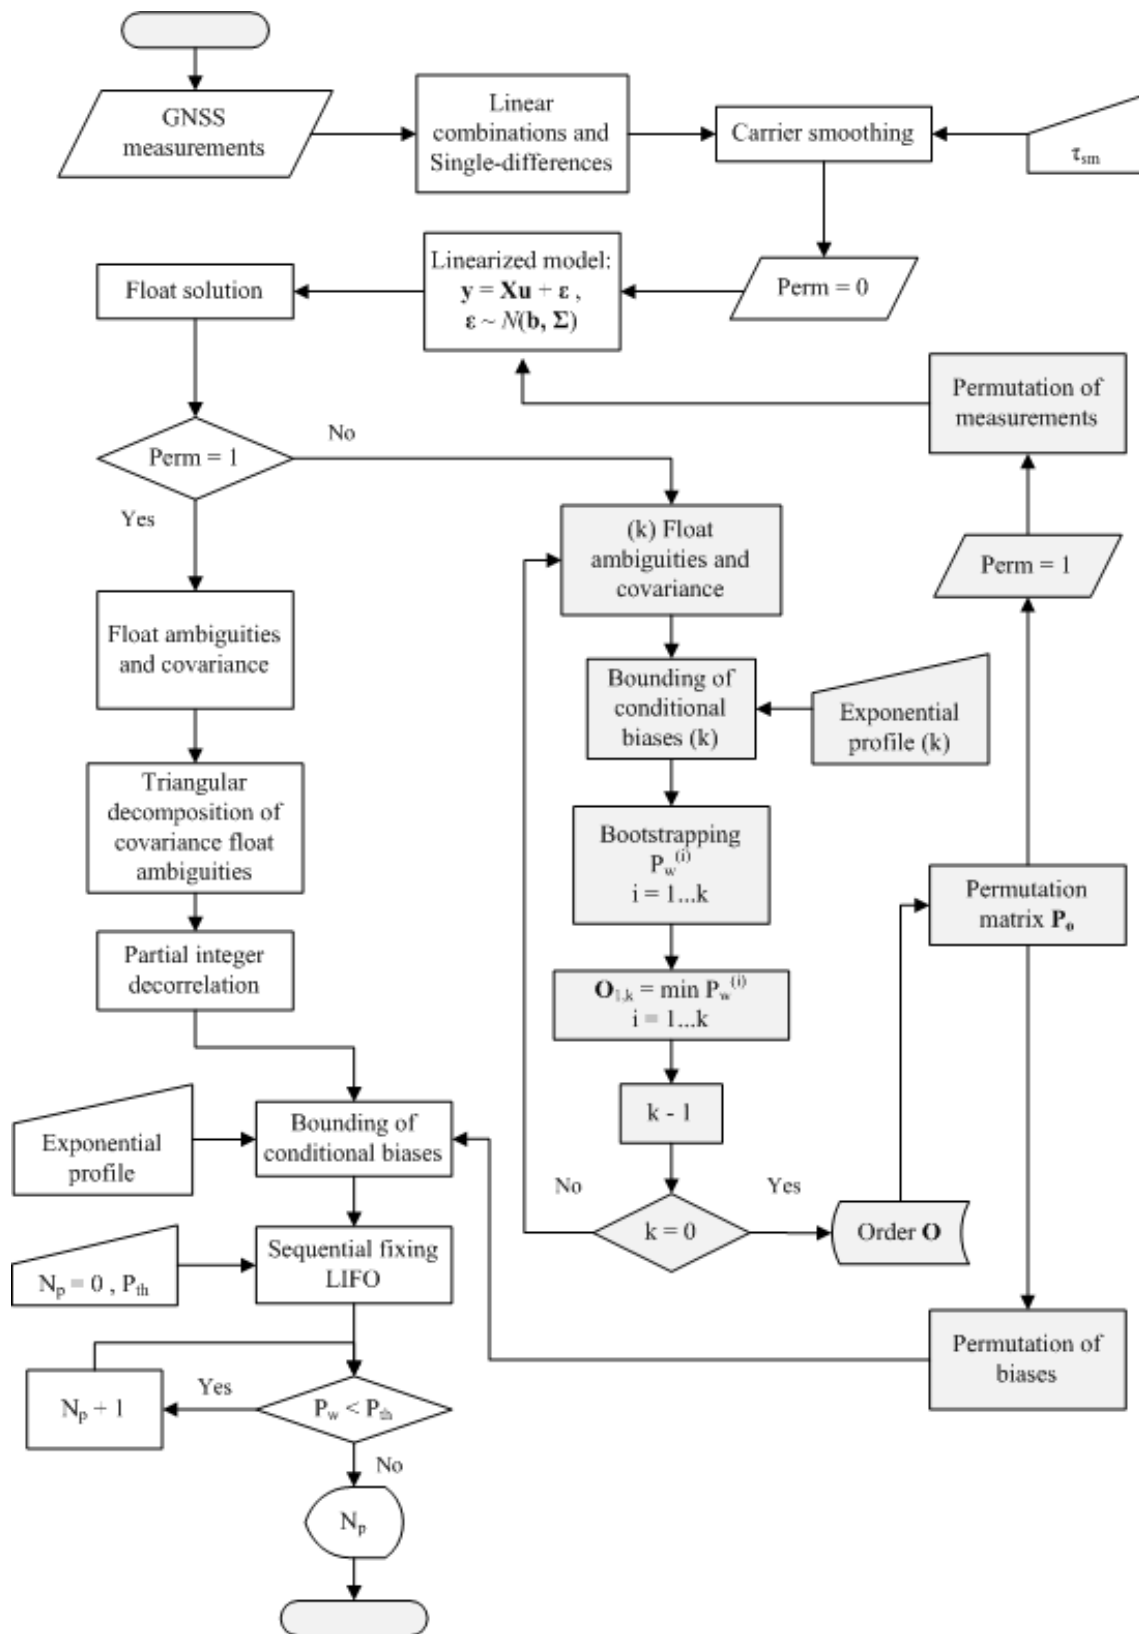 GNSS
measurements
Linear
combinations and
Single-differences
Carrier smoothing
τsm
Float solution
Linearized model:
y = Xu + ε ,
ε ~ N(b, Σ)
Perm = 0
Permutation of
measurements
Perm = 1
No
Yes
(k) Float
ambiguities and
covariance
Perm = 1
Float ambiguities
and covariance
Bounding of
conditional
biases (k)
Exponential
profile (k)
Triangular
decomposition of
covariance float
ambiguities
Bootstrapping
Pw(i)
i = 1...k
Permutation
matrix Po
Partial integer
decorrelation
O1,k = min Pw(i)
i = 1...k
k - 1
Exponential
profile
Bounding of
conditional biases
No
Yes
k = 0
Order O
Np = 0 , Pth
Sequential fixing
LIFO
Permutation of
biases
Yes
Np + 1
Pw < Pth
No
Np